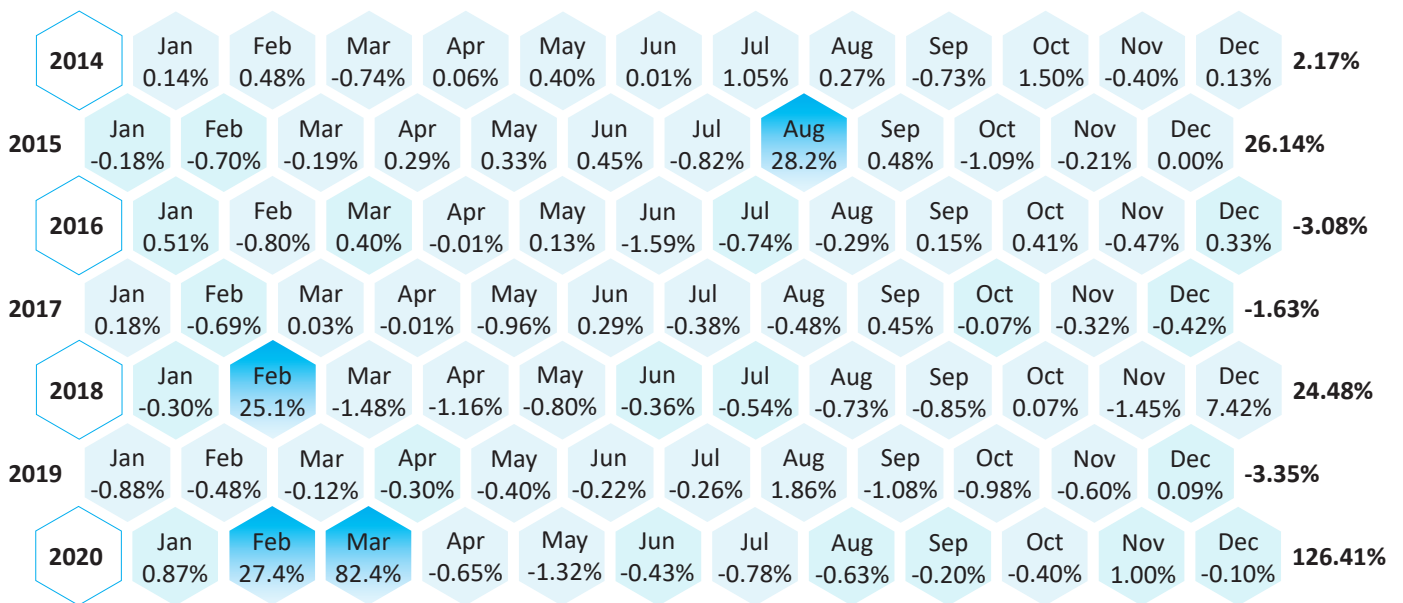 2014 Jan Feb Mar Apr May Jun Jul Aug Sep Oct Nov Dec 2.17%
0.14% 0.48% -0.74% 0.06% 0.40% 0.01% 1.05% 0.27% -0.73% 1.50% -0.40% 0.13%
2015 Jan Feb Mar Apr May Jun Jul Aug Sep Oct Nov Dec 26.14%
-0.18% -0.70% -0.19% 0.29% 0.33% 0.45% -0.82% 28.2% 0.48% -1.09% -0.21% 0.00%
2016 Jan Feb Mar Apr May Jun Jul Aug Sep Oct Nov Dec -3.08%
0.51% -0.80% 0.40% -0.01% 0.13% -1.59% -0.74% -0.29% 0.15% 0.41% -0.47% 0.33%
2017 Jan Feb Mar Apr May Jun Jul Aug Sep Oct Nov Dec -1.63%
0.18% -0.69% 0.03% -0.01% -0.96% 0.29% -0.38% -0.48% 0.45% -0.07% -0.32% -0.42%
2018 Jan Feb Mar Apr May Jun Jul Aug Sep Oct Nov Dec 24.48%
-0.30% 25.1% -1.48% -1.16% -0.80% -0.36% -0.54% -0.73% -0.85% 0.07% -1.45% 7.42%
2019 Jan Feb Mar Apr May Jun Jul Aug Sep Oct Nov Dec -3.35%
-0.88% -0.48% -0.12% -0.30% -0.40% -0.22% -0.26% 1.86% -1.08% -0.98% -0.60% 0.09%
2020 Jan Feb Mar Apr May Jun Jul Aug Sep Oct Nov Dec 126.41%
0.87% 27.4% 82.4% -0.65% -1.32% -0.43% -0.78% -0.63% -0.20% -0.40% 1.00% -0.10%